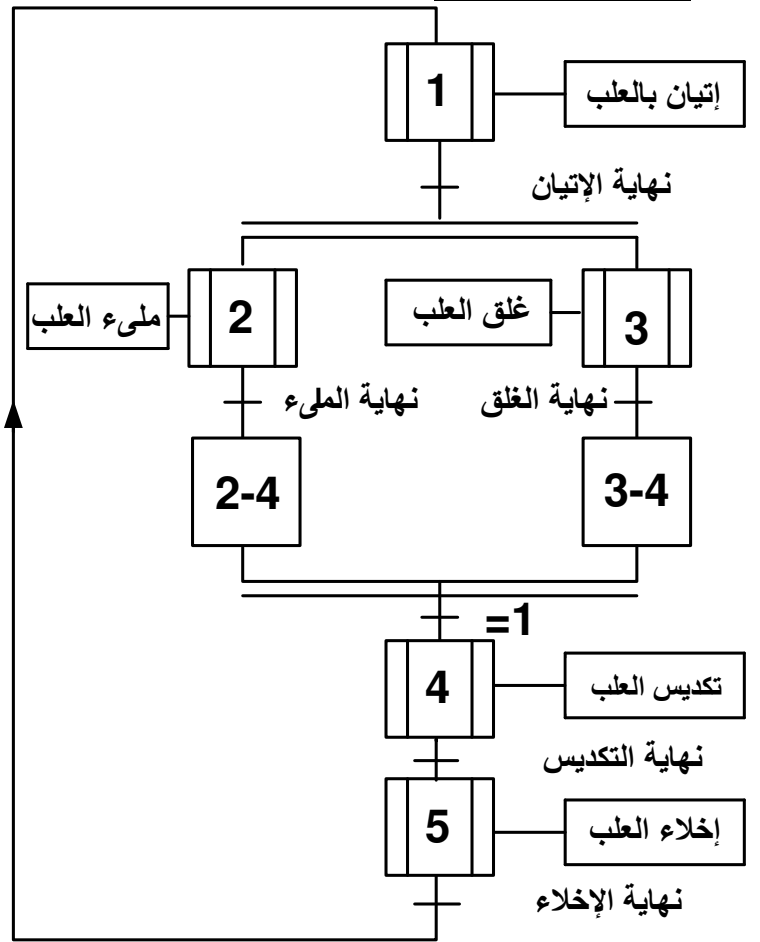 1
إتيان بالعلب
نهاية الإتيان
2
ملىء العلب
غلق العلب
3
نهاية الملىء
نهاية الغلق
2-4
3-4
=1
4
تكديس العلب
نهاية التكديس
5
إخلاء العلب
نهاية الإخلاء